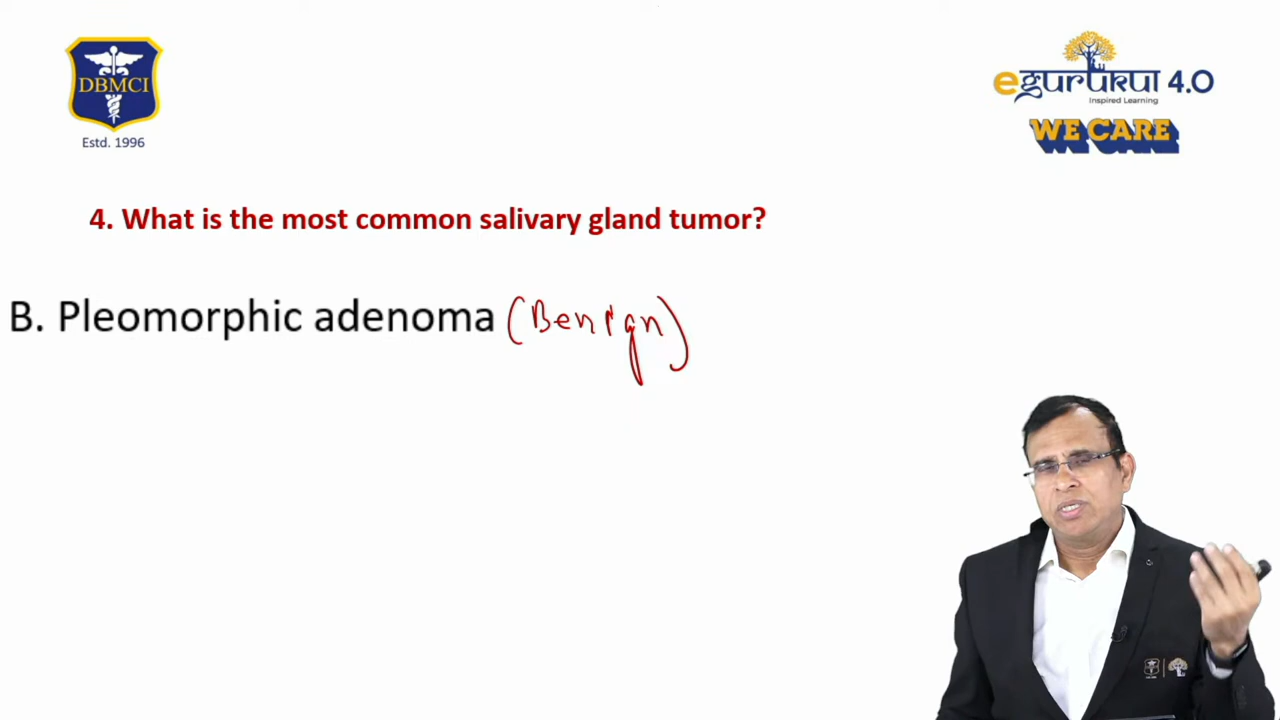 DBMCI
Estd. 1996
eGurukul 4.0
Inspired Learning
WE CARE
4. What is the most common salivary gland tumor?
B. Pleomorphic adenoma (Benign)